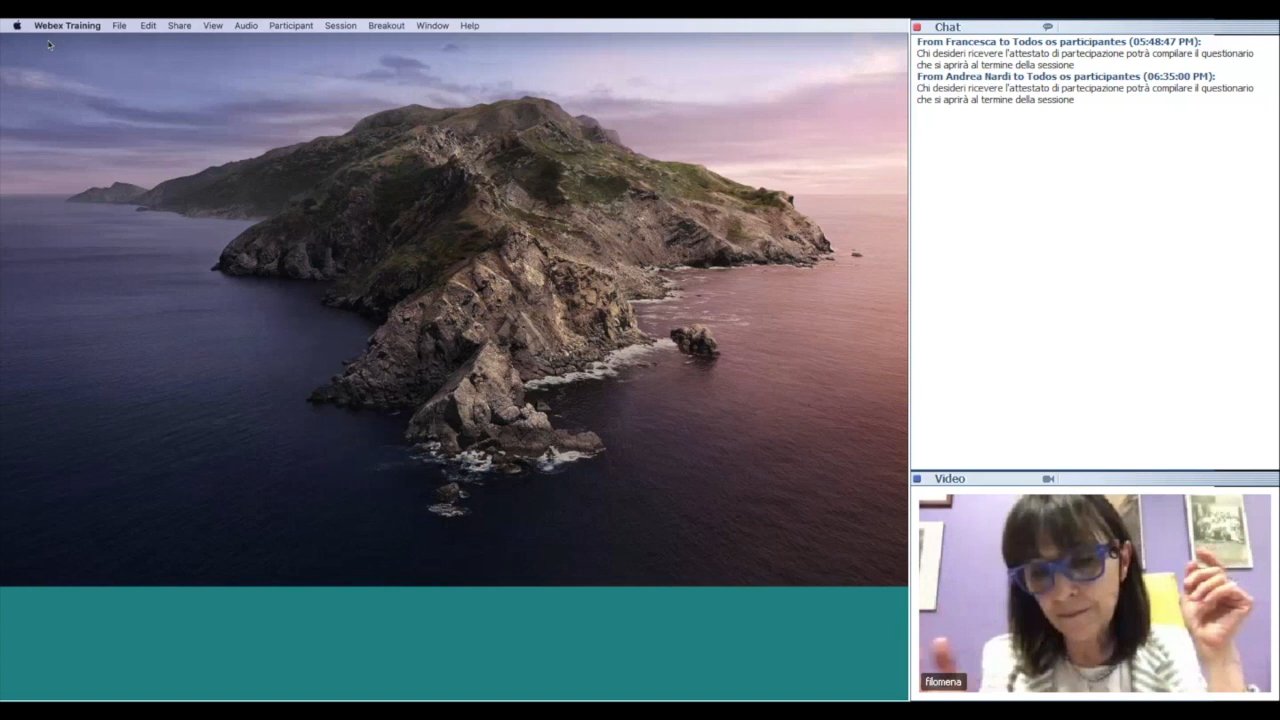 Webex Training File Edit Share View Audio Participant Session Breakout Window Help
Chat
From Francesca to Todos os participantes (05:48:47 PM):
Chi desideri ricevere l'attestato di partecipazione potrà compilare il questionario
che si aprirà al termine della sessione
From Andrea Nardi to Todos os participantes (06:35:00 PM):
Chi desideri ricevere l'attestato di partecipazione potrà compilare il questionario
che si aprirà al termine della sessione
Video
filomena